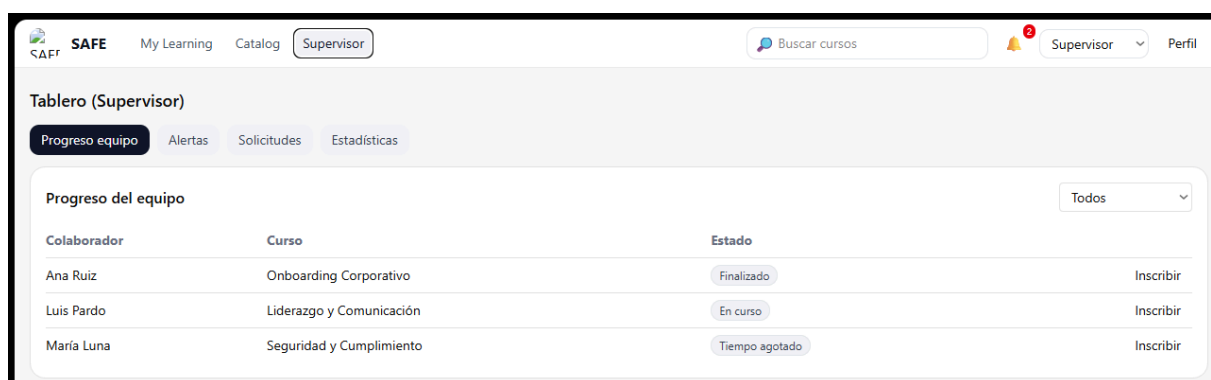 SAFE SAFE My Learning Catalog Supervisor Buscar cursos 2 Supervisor Perfil
Tablero (Supervisor)
Progreso equipo Alertas Solicitudes Estadísticas
Progreso del equipo Todos
Colaborador Curso Estado
Ana Ruiz Onboarding Corporativo Finalizado Inscribir
Luis Pardo Liderazgo y Comunicación En curso Inscribir
María Luna Seguridad y Cumplimiento Tiempo agotado Inscribir